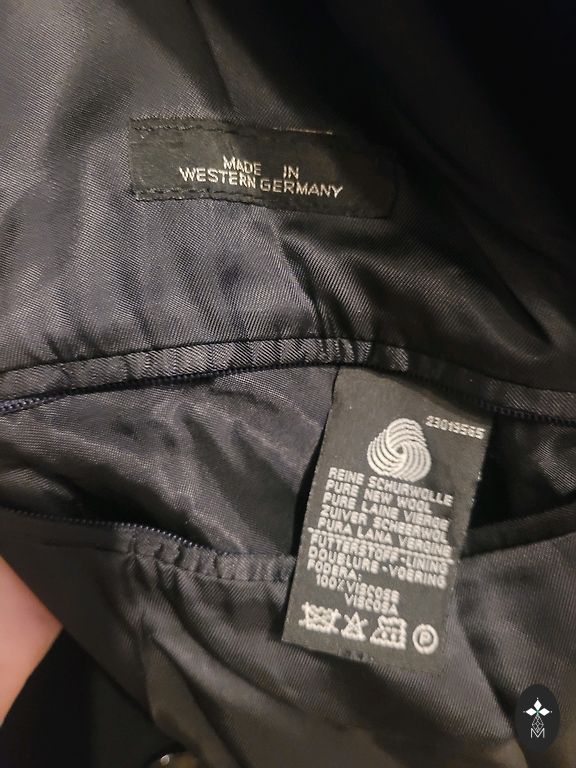 MADE IN
WESTERN GERMANY
23019565
REINE SCHURWOLLE
PURE NEW WOOL
PURE LAINE VIERGE
ZUIVER SCHEERWOL
PURA LANA VERGINE
FUTTERSTOFF-LINING
DOUBLURE-VOERING
FODERA:
100%VISCOSE
VISCOSA
P
M